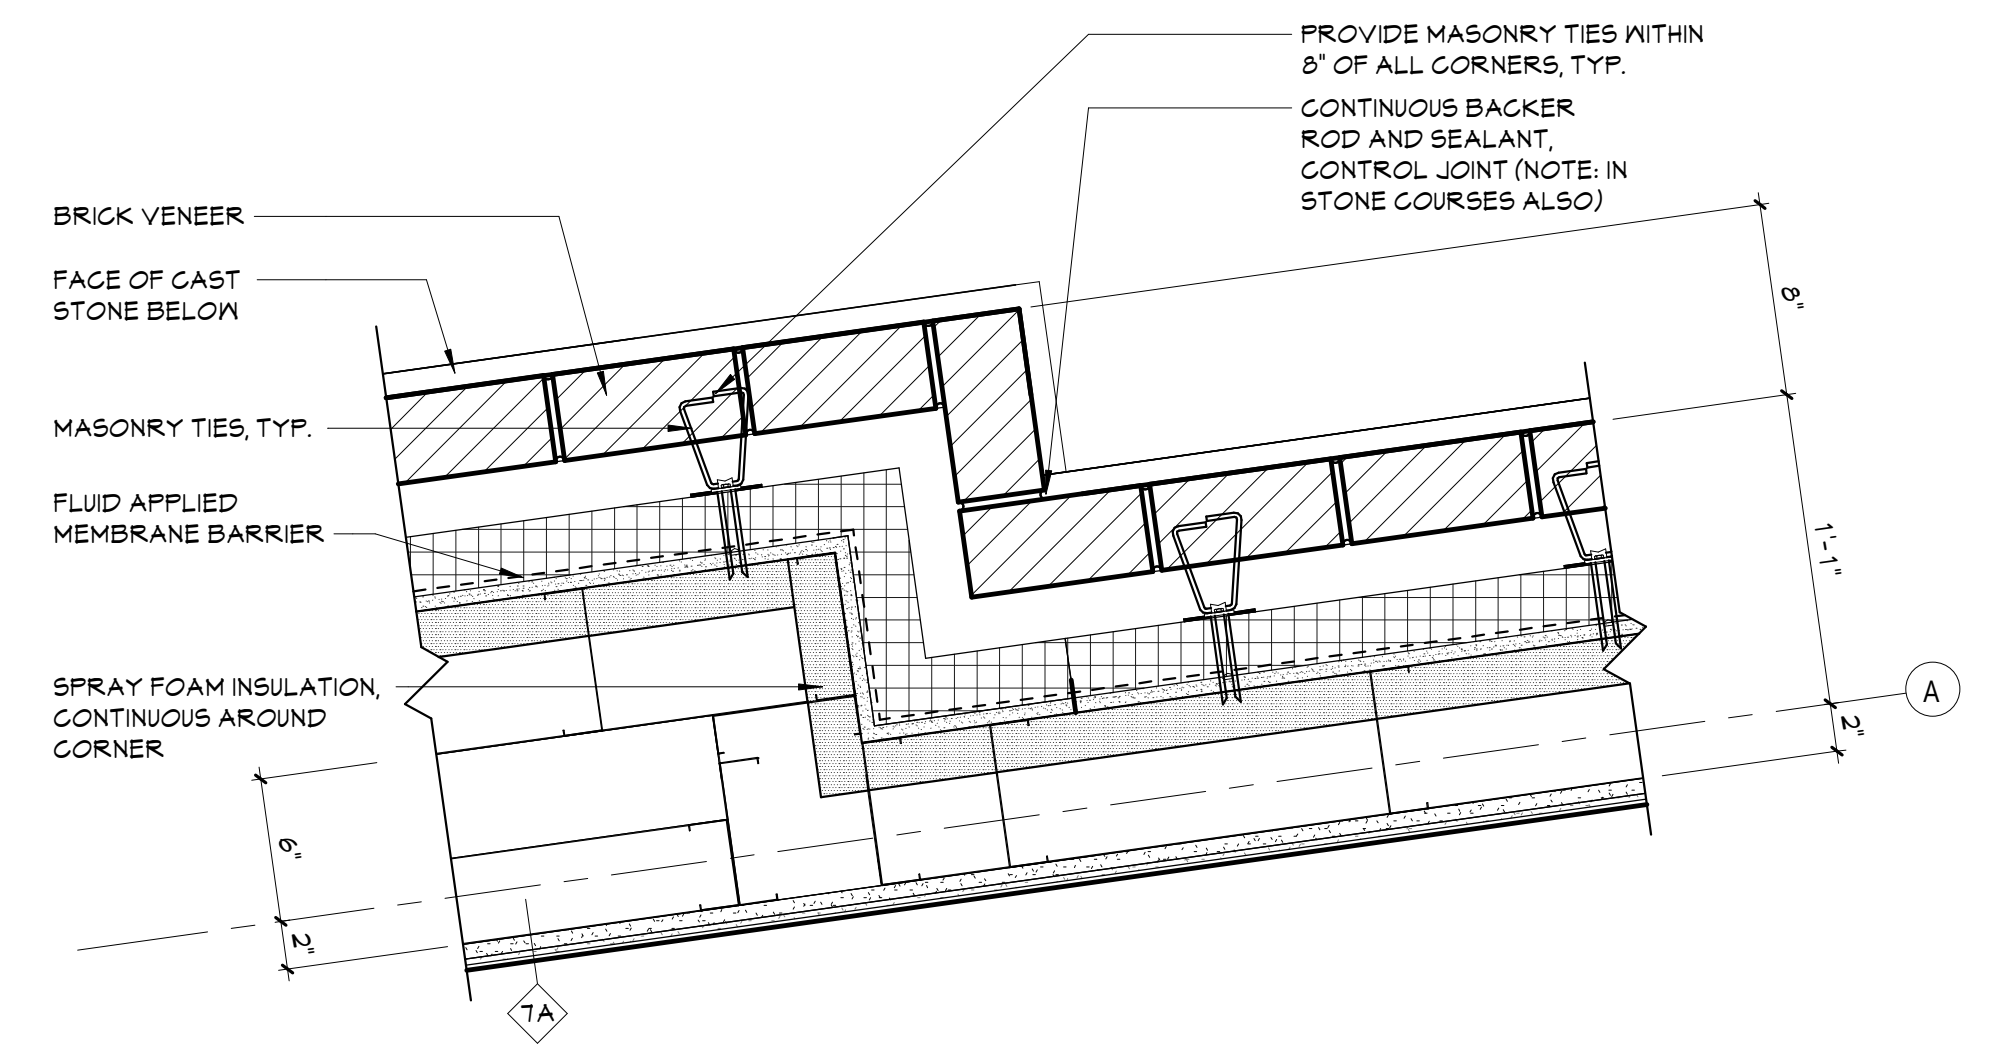 PROVIDE MASONRY TIES WITHIN
8" OF ALL CORNERS, TYP.
CONTINUOUS BACKER
ROD AND SEALANT,
CONTROL JOINT (NOTE: IN
STONE COURSES ALSO)
BRICK VENEER
FACE OF CAST
STONE BELOW
MASONRY TIES, TYP.
FLUID APPLIED
MEMBRANE BARRIER
SPRAY FOAM INSULATION,
CONTINUOUS AROUND
CORNER
8"
1'-1"
A
2"
6"
2"
7A